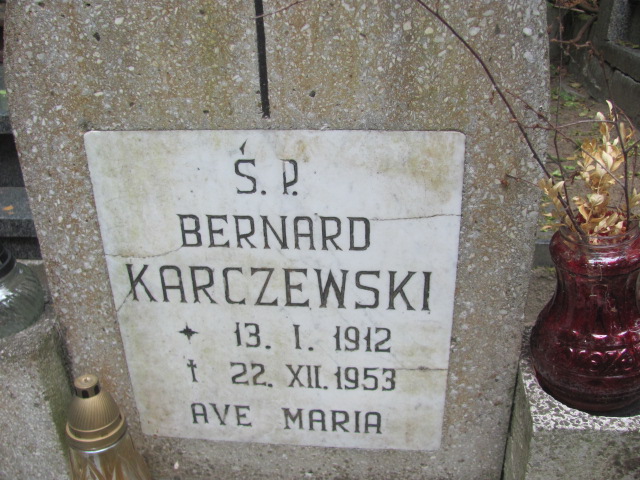 Ś. P.
BERNARD
KARCZEWSKI
✦ 13. I. 1912
† 22. XII. 1953
AVE MARIA